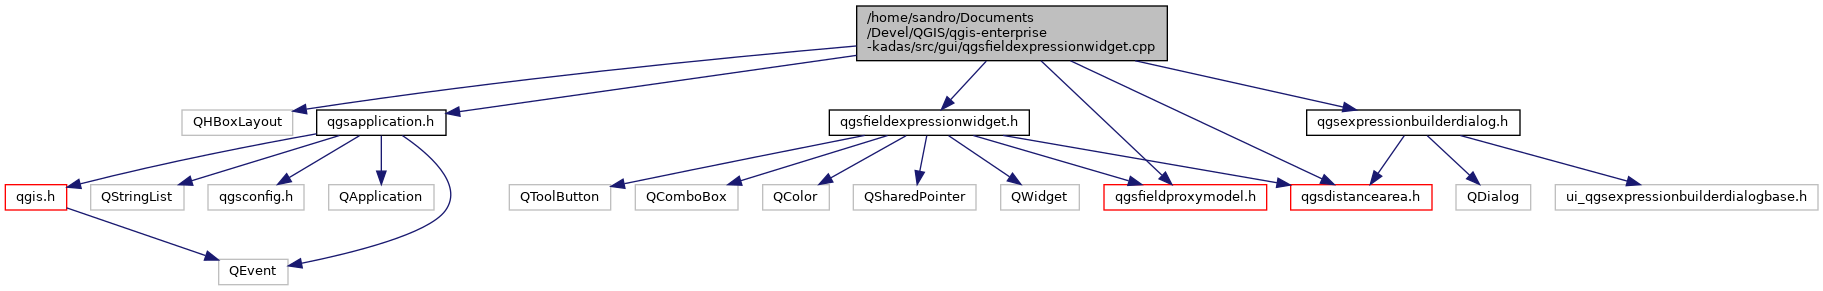 /home/sandro/Documents
/Devel/QGIS/qgis-enterprise
-kadas/src/gui/qgsfieldexpressionwidget.cpp
QHBoxLayout
qgsapplication.h
qgsfieldexpressionwidget.h
qgsexpressionbuilderdialog.h
qgis.h
QStringList
qgsconfig.h
QApplication
QToolButton
QComboBox
QColor
QSharedPointer
QWidget
qgsfieldproxymodel.h
qgsdistancearea.h
QDialog
ui_qgsexpressionbuilderdialogbase.h
QEvent